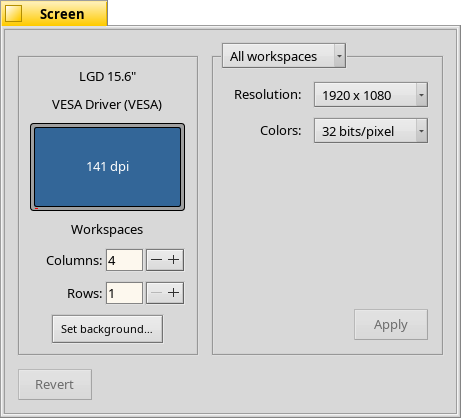 Screen
LGD 15.6"
VESA Driver (VESA)
141 dpi
Workspaces
Columns: 4
Rows: 1
Set background...
All workspaces
Resolution: 1920 x 1080
Colors: 32 bits/pixel
Apply
Revert